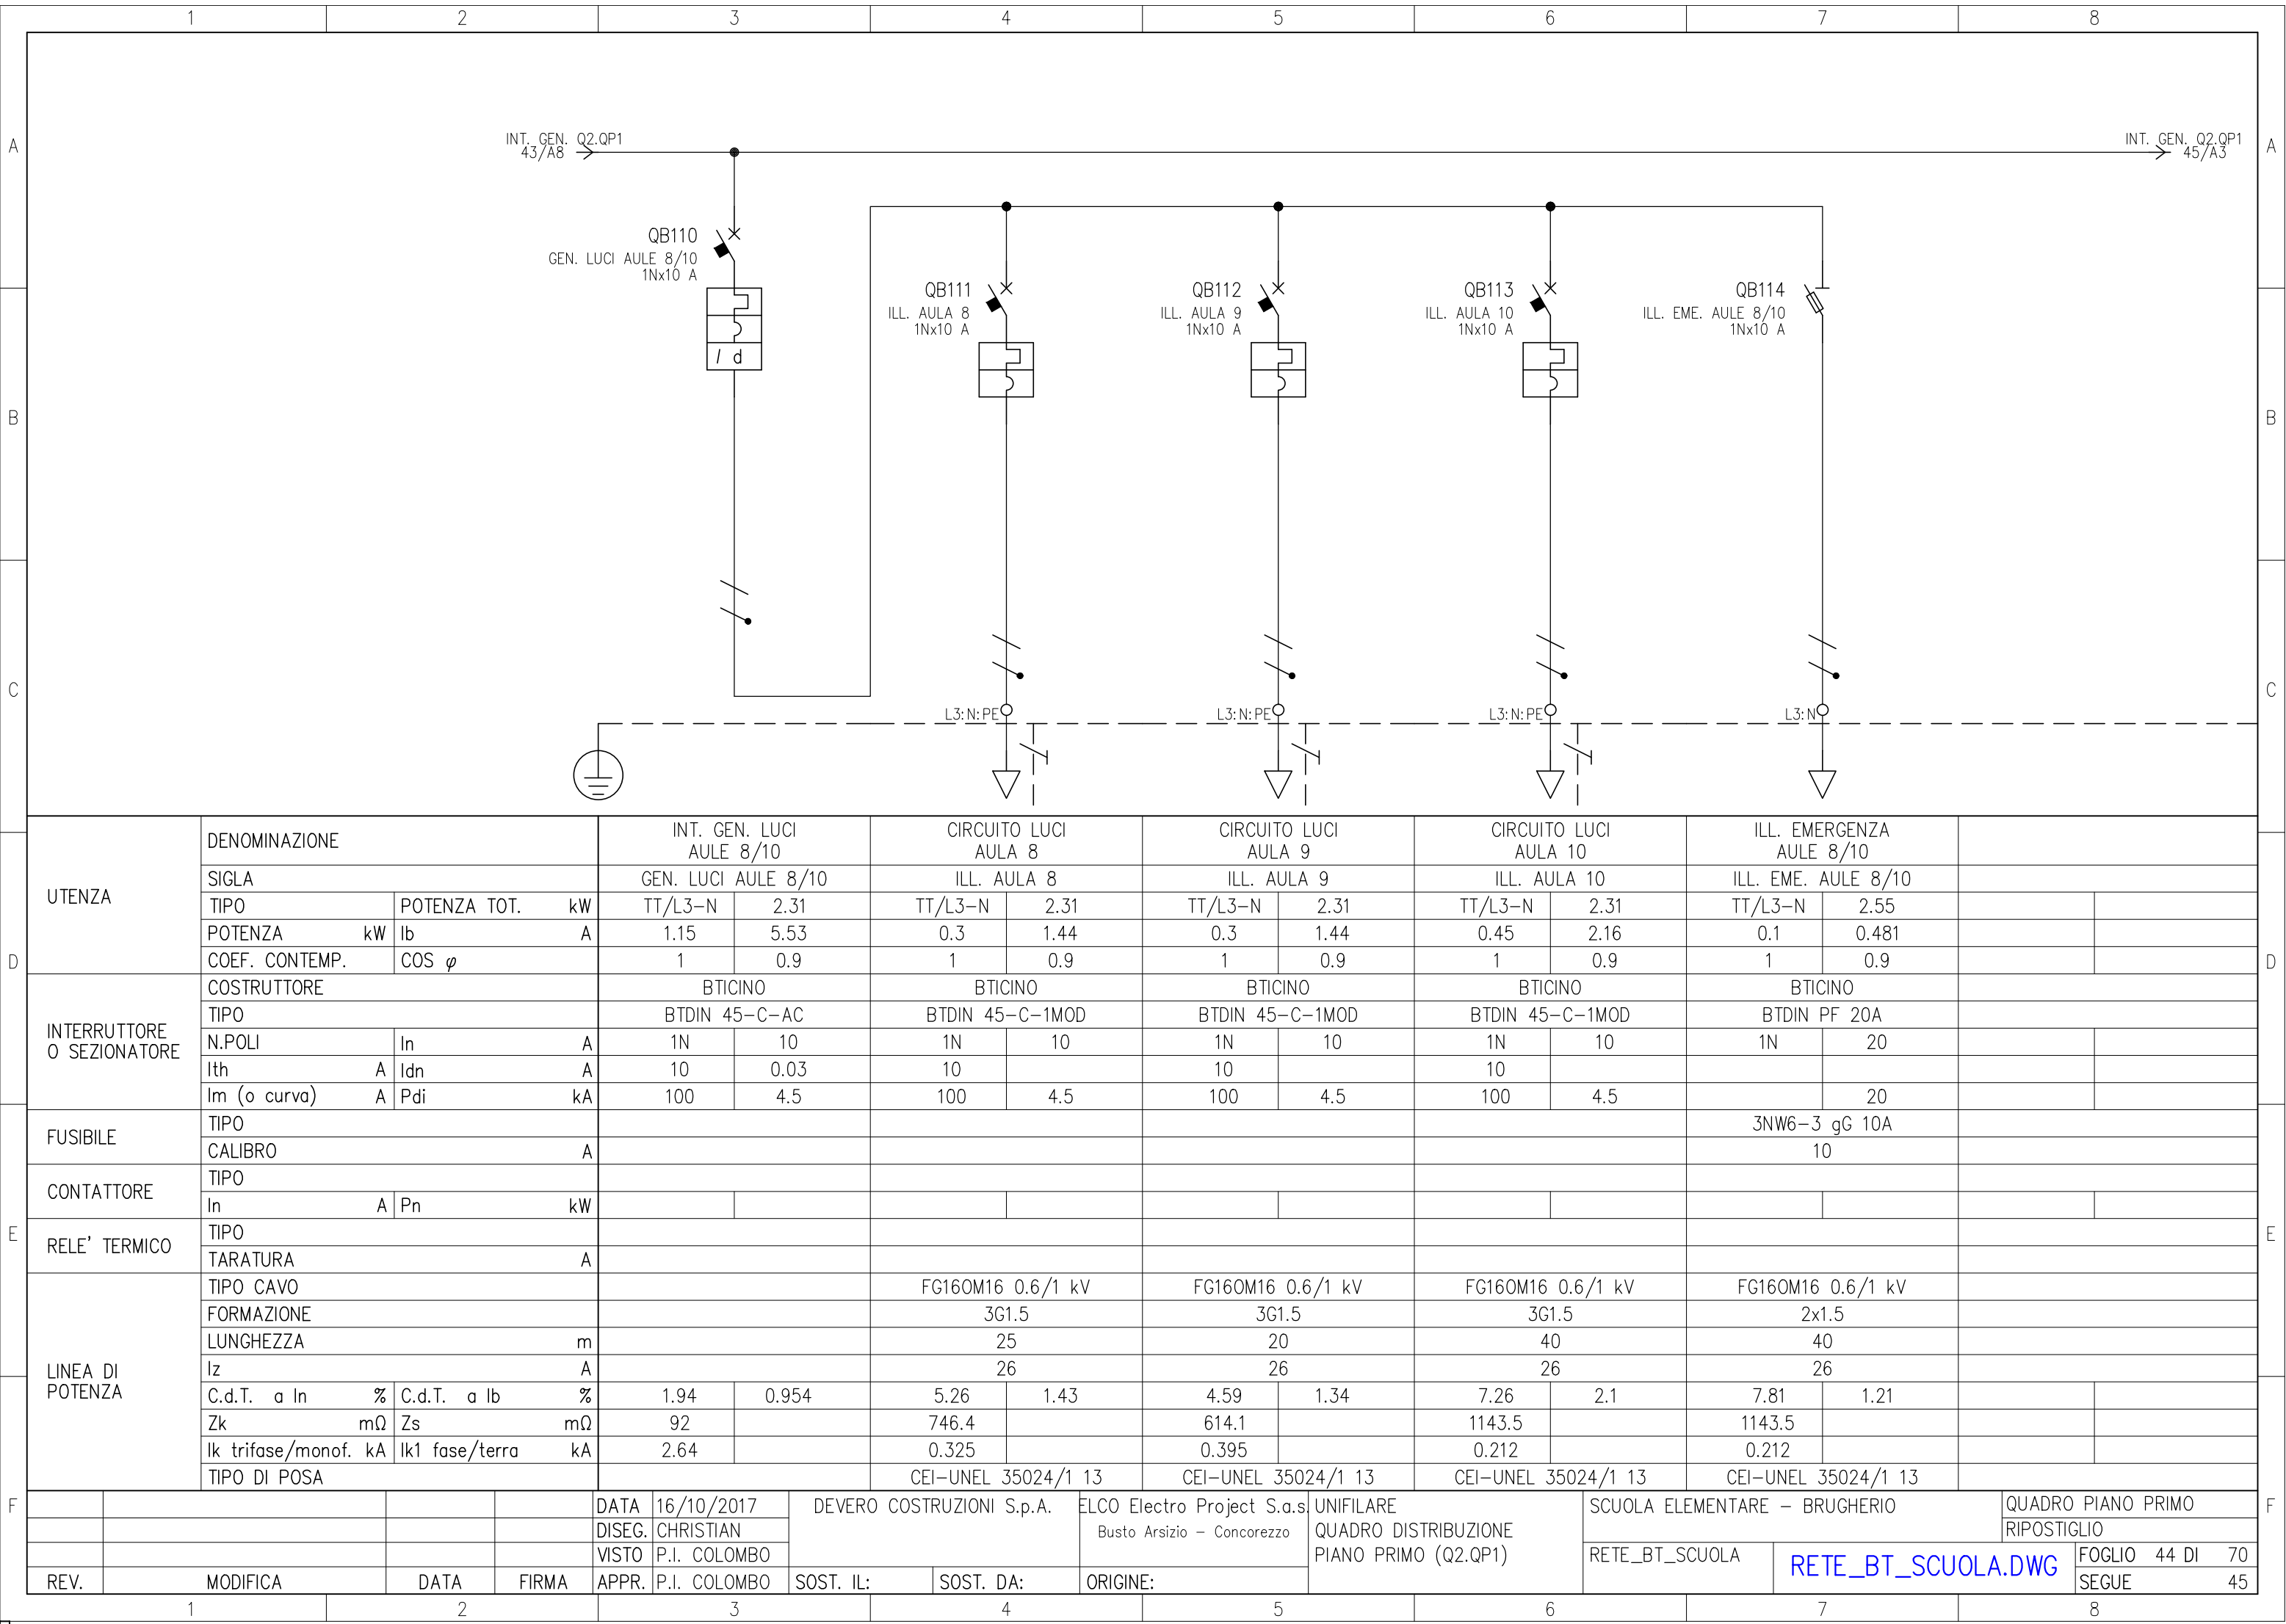 1 2 3 4 5 6 7 8
A A
INT. GEN. Q2.QP1
43/A8
INT. GEN. Q2.QP1
45/A3
QB110
GEN. LUCI AULE 8/10
1Nx10 A
I d
QB111
ILL. AULA 8
1Nx10 A
QB112
ILL. AULA 9
1Nx10 A
QB113
ILL. AULA 10
1Nx10 A
QB114
ILL. EME. AULE 8/10
1Nx10 A
B B
C C
L3:N:PE L3:N:PE L3:N:PE L3:N
UTENZA
DENOMINAZIONE
INT. GEN. LUCI
AULE 8/10
CIRCUITO LUCI
AULA 8
CIRCUITO LUCI
AULA 9
CIRCUITO LUCI
AULA 10
ILL. EMERGENZA
AULE 8/10
SIGLA GEN. LUCI AULE 8/10 ILL. AULA 8 ILL. AULA 9 ILL. AULA 10 ILL. EME. AULE 8/10
TIPO POTENZA TOT. kW TT/L3-N 2.31 TT/L3-N 2.31 TT/L3-N 2.31 TT/L3-N 2.31 TT/L3-N 2.55
POTENZA kW Ib A 1.15 5.53 0.3 1.44 0.3 1.44 0.45 2.16 0.1 0.481
D D
COEF. CONTEMP. COS φ 1 0.9 1 0.9 1 0.9 1 0.9 1 0.9
INTERRUTTORE
O SEZIONATORE
COSTRUTTORE BTICINO BTICINO BTICINO BTICINO BTICINO
TIPO BTDIN 45-C-AC BTDIN 45-C-1MOD BTDIN 45-C-1MOD BTDIN 45-C-1MOD BTDIN PF 20A
N.POLI In A 1N 10 1N 10 1N 10 1N 10 1N 20
Ith A Idn A 10 0.03 10 10 10
Im (o curva) A Pdi kA 100 4.5 100 4.5 100 4.5 100 4.5 20
FUSIBILE
TIPO 3NW6-3 gG 10A
CALIBRO A 10
CONTATTORE
TIPO
In A Pn kW
E E
RELE' TERMICO
TIPO
TARATURA A
LINEA DI
POTENZA
TIPO CAVO FG16OM16 0.6/1 kV FG16OM16 0.6/1 kV FG16OM16 0.6/1 kV FG16OM16 0.6/1 kV
FORMAZIONE 3G1.5 3G1.5 3G1.5 2x1.5
LUNGHEZZA m 25 20 40 40
Iz A 26 26 26 26
C.d.T. a In % C.d.T. a Ib % 1.94 0.954 5.26 1.43 4.59 1.34 7.26 2.1 7.81 1.21
Zk mΩ Zs mΩ 92 746.4 614.1 1143.5 1143.5
Ik trifase/monof. kA Ik1 fase/terra kA 2.64 0.325 0.395 0.212 0.212
TIPO DI POSA CEI-UNEL 35024/1 13 CEI-UNEL 35024/1 13 CEI-UNEL 35024/1 13 CEI-UNEL 35024/1 13
F F
DATA 16/10/2017
DISEG. CHRISTIAN
VISTO P.I. COLOMBO
REV. MODIFICA DATA FIRMA APPR. P.I. COLOMBO
DEVERO COSTRUZIONI S.p.A.
SOST. IL: SOST. DA: ORIGINE:
ELCO Electro Project S.a.s.
Busto Arsizio - Concorezzo
UNIFILARE
QUADRO DISTRIBUZIONE
PIANO PRIMO (Q2.QP1)
SCUOLA ELEMENTARE - BRUGHERIO
RETE_BT_SCUOLA
RETE_BT_SCUOLA.DWG
QUADRO PIANO PRIMO
RIPOSTIGLIO
FOGLIO 44 DI 70
SEGUE 45
1 2 3 4 5 6 7 8